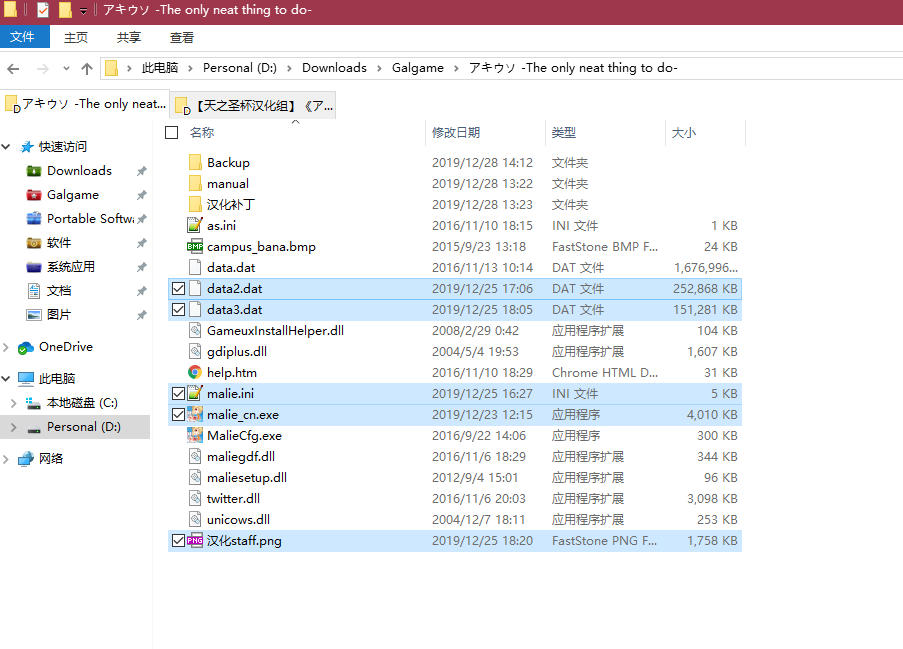 アキウソ -The only neat thing to do-
文件 主页 共享 查看
此电脑 Personal (D:) Downloads Galgame アキウソ -The only neat thing to do-
アキウソ -The only neat... 【天之圣杯汉化组】《ア...
名称 修改日期 类型 大小
快速访问
Downloads
Galgame
Portable Softwa
软件
系统应用
文档
图片
OneDrive
此电脑
本地磁盘 (C:)
Personal (D:)
网络
Backup 2019/12/28 14:12 文件夹
manual 2019/12/28 13:22 文件夹
汉化补丁 2019/12/28 13:23 文件夹
as.ini 2016/11/10 18:15 INI 文件 1 KB
BMP campus_bana.bmp 2015/9/23 13:18 FastStone BMP F... 24 KB
data.dat 2016/11/13 10:14 DAT 文件 1,676,996...
data2.dat 2019/12/25 17:06 DAT 文件 252,868 KB
data3.dat 2019/12/25 18:05 DAT 文件 151,281 KB
GameuxInstallHelper.dll 2008/2/29 0:42 应用程序扩展 104 KB
gdiplus.dll 2004/5/4 19:53 应用程序扩展 1,607 KB
help.htm 2016/11/10 18:29 Chrome HTML D... 31 KB
malie.ini 2019/12/25 16:27 INI 文件 5 KB
malie_cn.exe 2019/12/23 12:15 应用程序 4,010 KB
MalieCfg.exe 2016/9/22 14:06 应用程序 300 KB
maliegdf.dll 2016/11/6 18:29 应用程序扩展 344 KB
maliesetup.dll 2012/9/4 15:01 应用程序扩展 96 KB
twitter.dll 2016/11/6 20:03 应用程序扩展 3,098 KB
unicows.dll 2004/12/7 18:11 应用程序扩展 253 KB
PNG 汉化staff.png 2019/12/25 18:20 FastStone PNG F... 1,758 KB